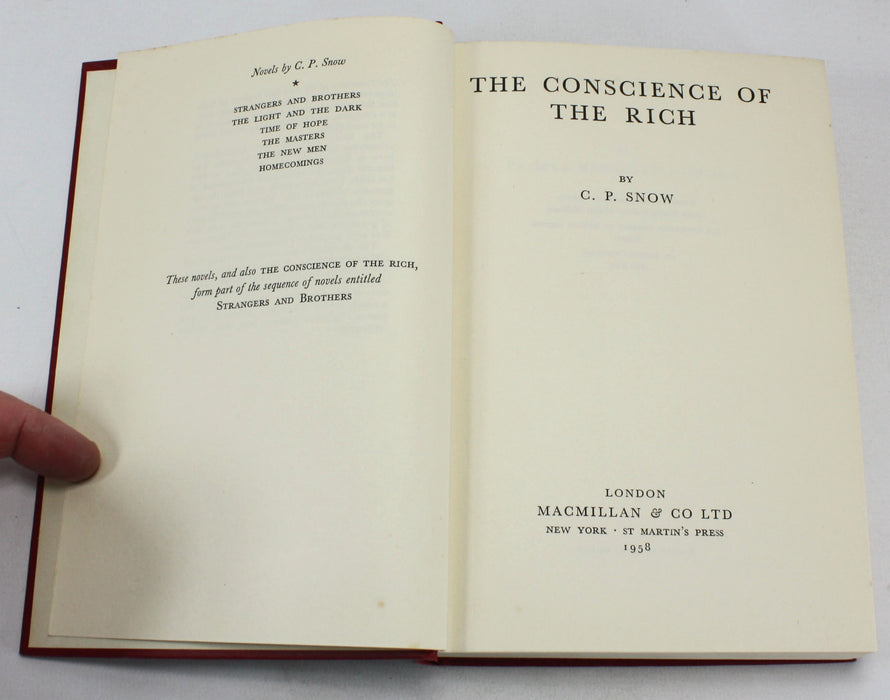 Novels by C. P. Snow
★
STRANGERS AND BROTHERS
THE LIGHT AND THE DARK
TIME OF HOPE
THE MASTERS
THE NEW MEN
HOMECOMINGS
These novels, and also THE CONSCIENCE OF THE RICH,
form part of the sequence of novels entitled
STRANGERS AND BROTHERS
THE CONSCIENCE OF
THE RICH
BY
C. P. SNOW
LONDON
MACMILLAN & CO LTD
NEW YORK · ST MARTIN'S PRESS
1958